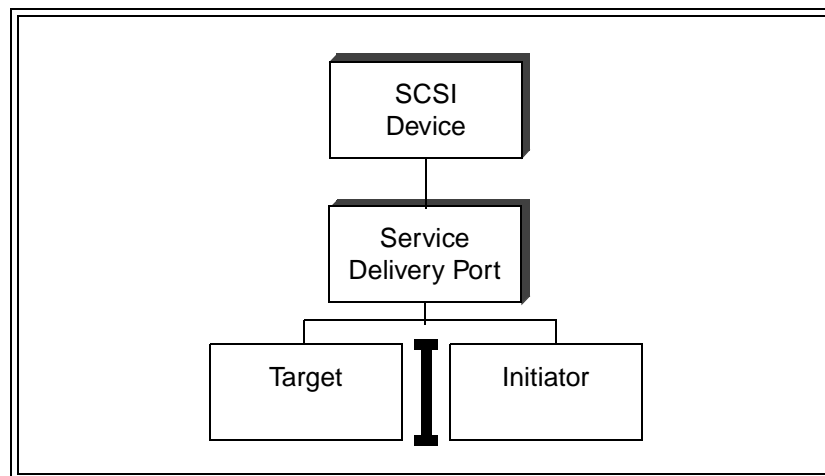 SCSI
Device
Service
Delivery Port
Target
Initiator